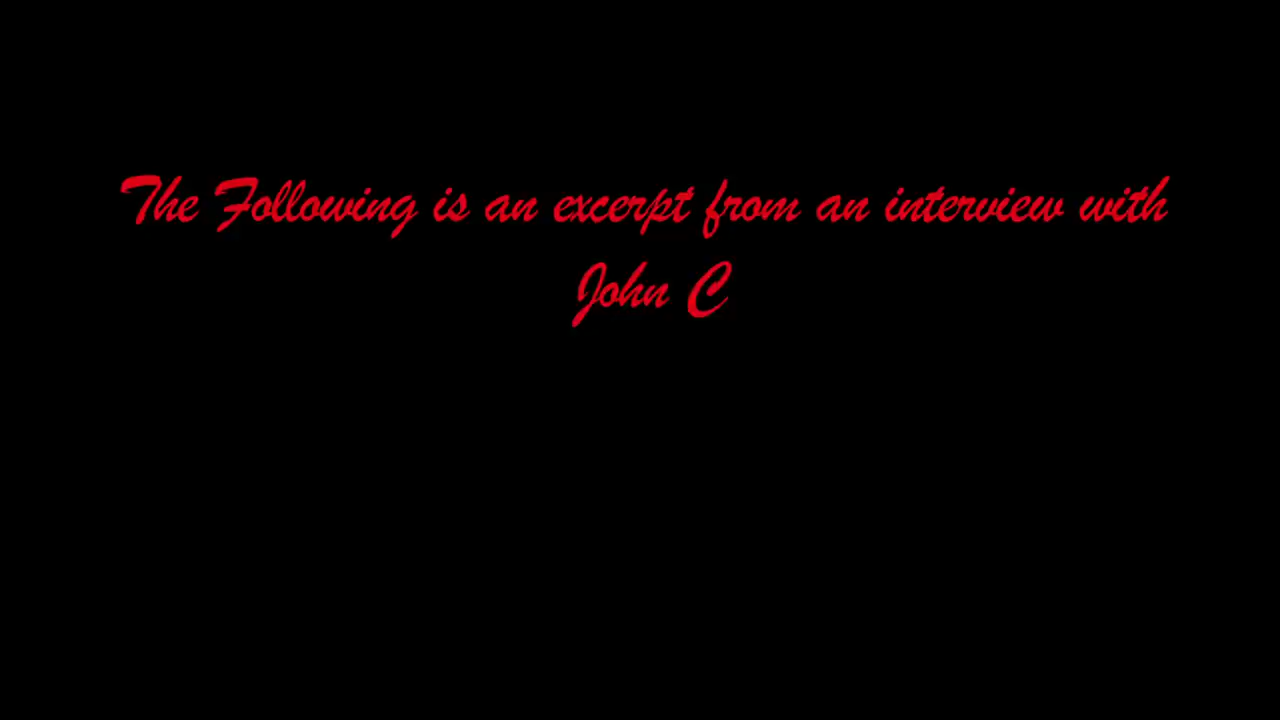 The Following is an excerpt from an interview with
John C